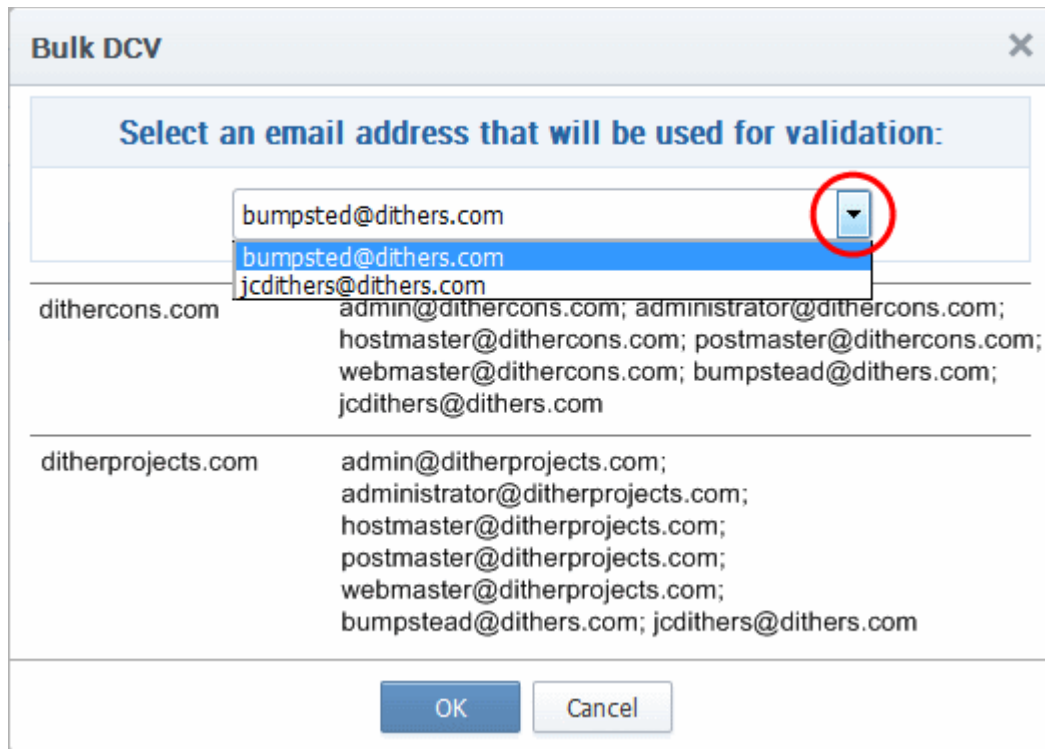 Bulk DCV
Select an email address that will be used for validation:
bumpsted@dithers.com
bumpsted@dithers.com
jcdithers@dithers.com
dithercons.com admin@dithercons.com; administrator@dithercons.com;
hostmaster@dithercons.com; postmaster@dithercons.com;
webmaster@dithercons.com; bumpstead@dithers.com;
jcdithers@dithers.com
ditherprojects.com admin@ditherprojects.com;
administrator@ditherprojects.com;
hostmaster@ditherprojects.com;
postmaster@ditherprojects.com;
webmaster@ditherprojects.com;
bumpstead@dithers.com; jcdithers@dithers.com
OK Cancel